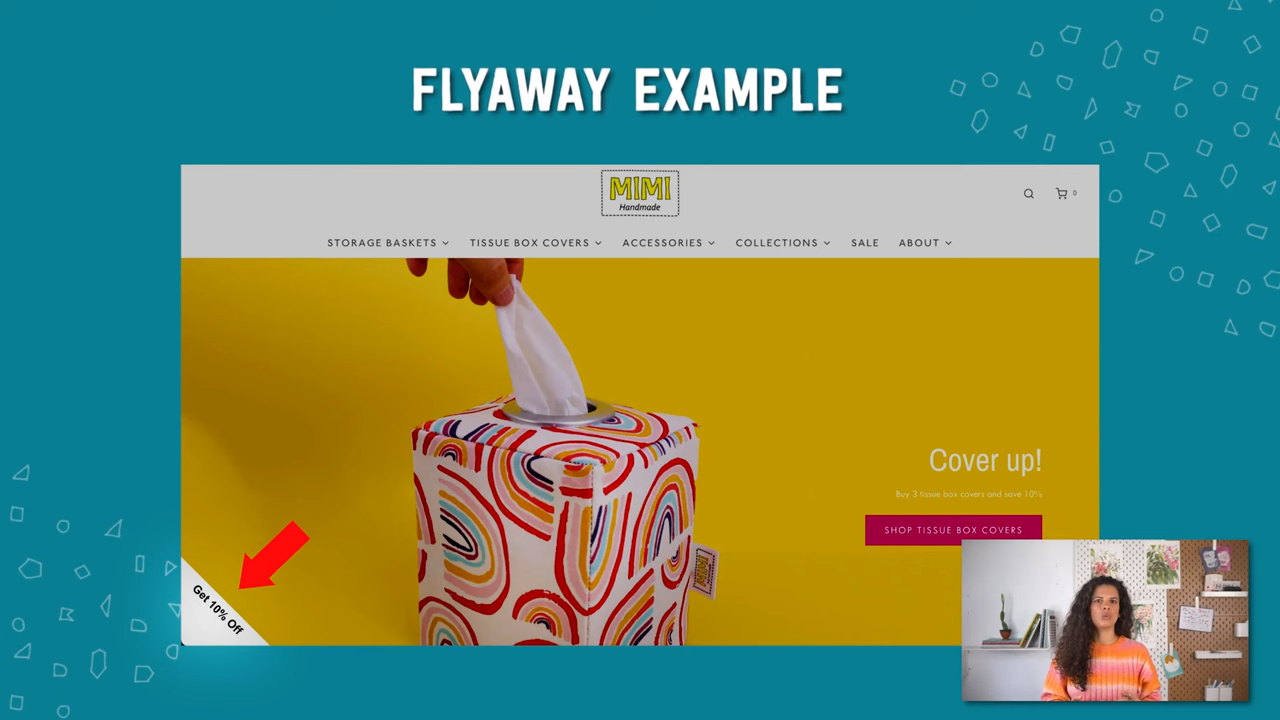 FLYAWAY EXAMPLE
MIMI
Handmade
0
STORAGE BASKETS TISSUE BOX COVERS ACCESSORIES COLLECTIONS SALE ABOUT
Cover up!
Buy 3 tissue box covers and save 10%
SHOP TISSUE BOX COVERS
Get 10% Off